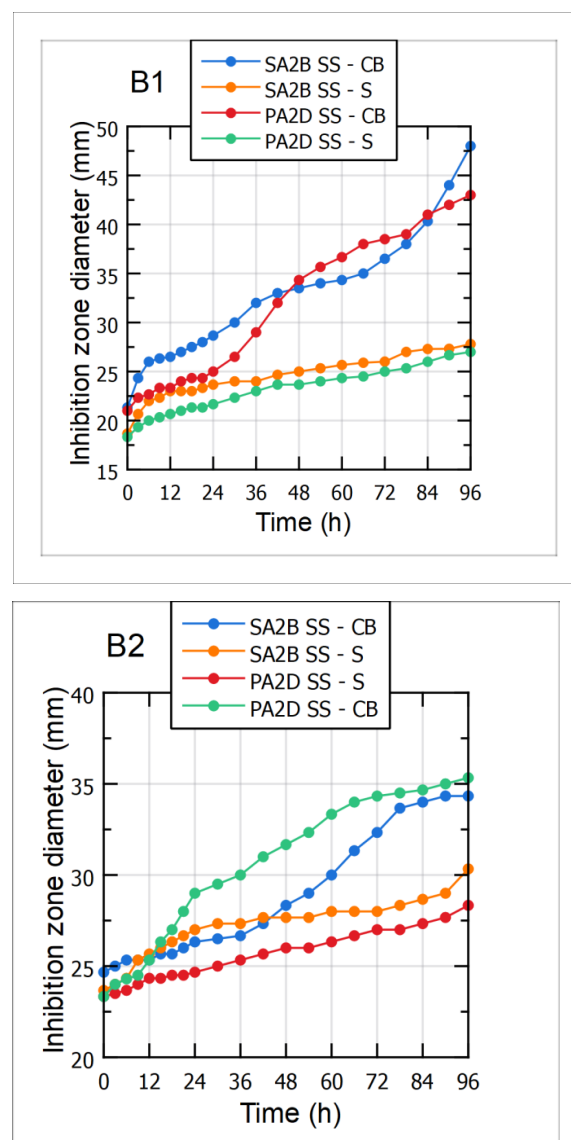 B1
SA2B SS - CB
SA2B SS - S
PA2D SS - CB
PA2D SS - S
Inhibition zone diameter (mm)
50
45
40
35
30
25
20
15
0 12 24 36 48 60 72 84 96
Time (h)
B2
SA2B SS - CB
SA2B SS - S
PA2D SS - S
PA2D SS - CB
Inhibition zone diameter (mm)
40
35
30
25
20
0 12 24 36 48 60 72 84 96
Time (h)